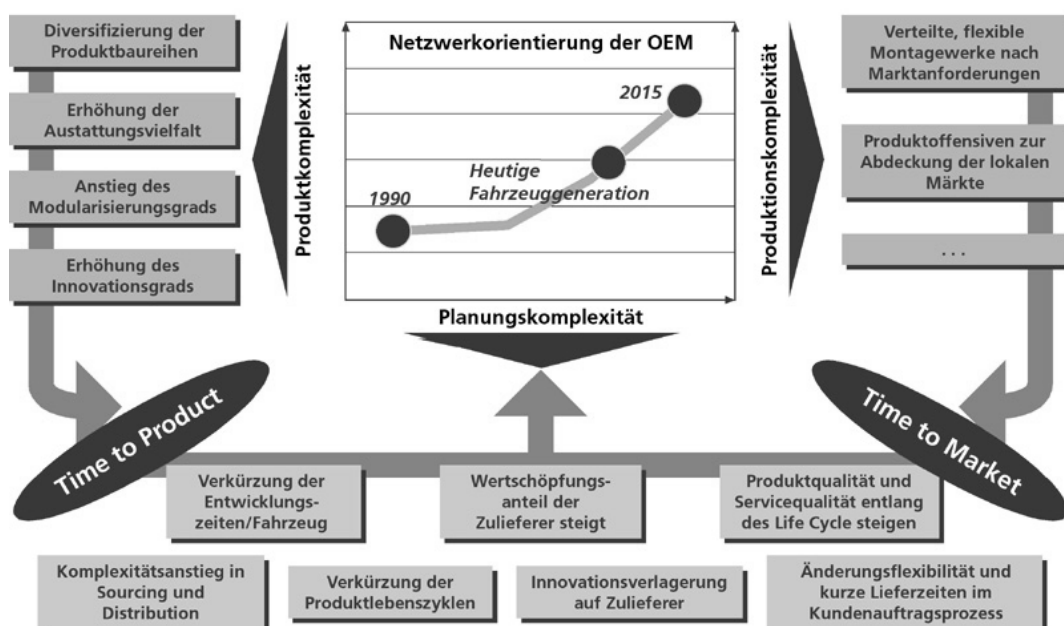 Diversifizierung der
Produktbaureihen
Erhöhung der
Austattungsvielfalt
Anstieg des
Modularisierungsgrads
Erhöhung des
Innovationsgrads
Produktkomplexität
Netzwerkorientierung der OEM
2015
Heutige
Fahrzeuggeneration
1990
Planungskomplexität
Produktionskomplexität
Verteilte, flexible
Montagewerke nach
Marktanforderungen
Produktoffensiven zur
Abdeckung der lokalen
Märkte
. . .
Time to Product
Time to Market
Verkürzung der
Entwicklungs-
zeiten/Fahrzeug
Wertschöpfungs-
anteil der
Zulieferer steigt
Produktqualität und
Servicequalität entlang
des Life Cycle steigen
Komplexitätsanstieg in
Sourcing und
Distribution
Verkürzung der
Produktlebenszyklen
Innovationsverlagerung
auf Zulieferer
Änderungsflexibilität und
kurze Lieferzeiten im
Kundenauftragsprozess